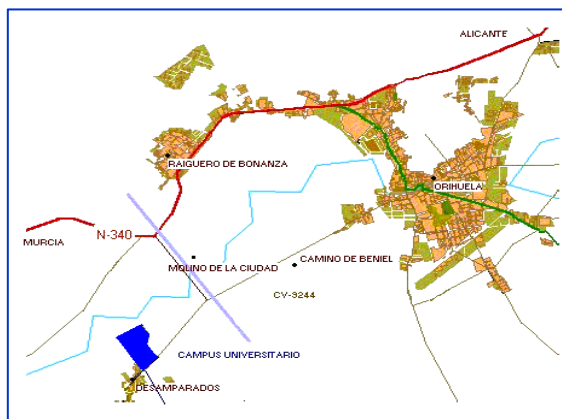 ALICANTE
RAIGUERO DE BONANZA
ORIHUELA
N-340
MURCIA
MOLINO DE LA CIUDAD
CAMINO DE BENIEL
CV-9244
CAMPUS UNIVERSITARIO
DESAMPARADOS